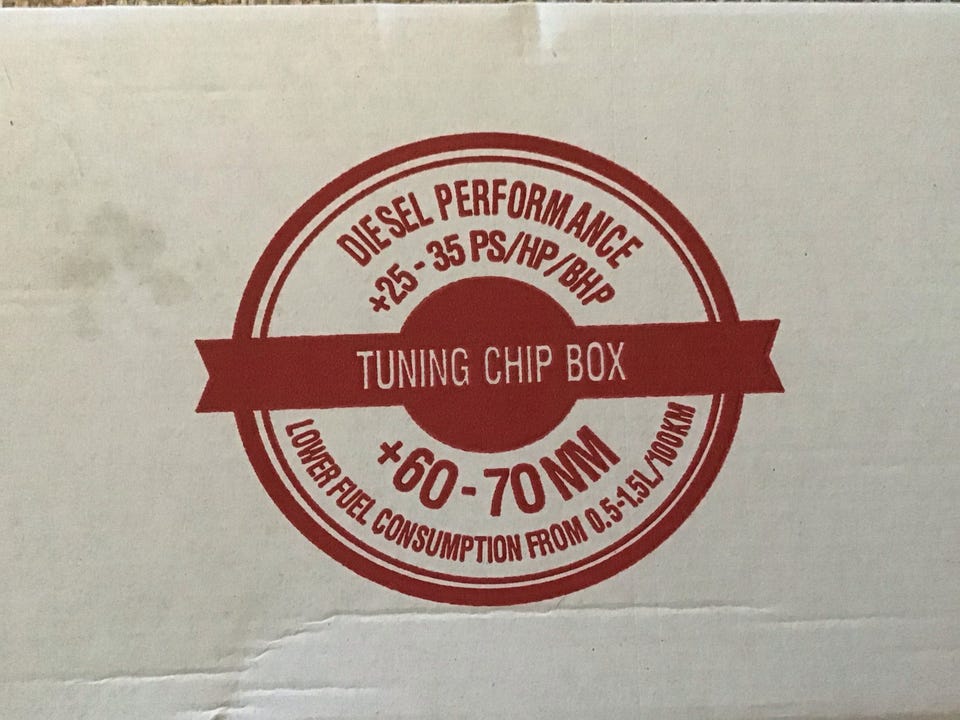 DIESEL PERFORMANCE
+25 - 35 PS/HP/BHP
TUNING CHIP BOX
+60 - 70 NM
LOWER FUEL CONSUMPTION FROM 0.5-1.5L/100KM